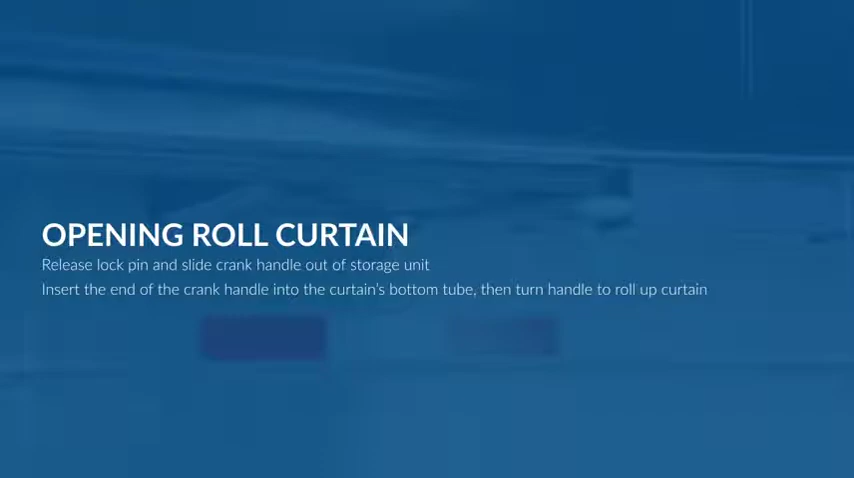 OPENING ROLL CURTAIN
Release lock pin and slide crank handle out of storage unit
Insert the end of the crank handle into the curtain's bottom tube, then turn handle to roll up curtain